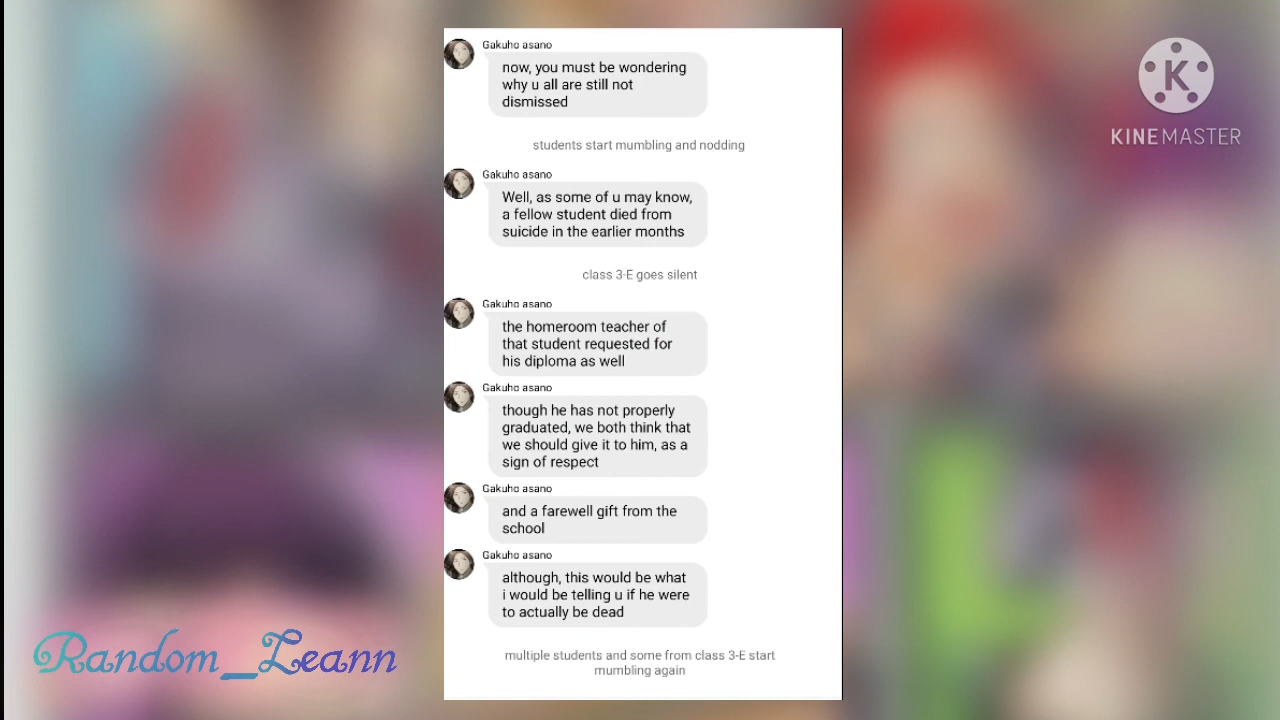 Gakuho asano
now, you must be wondering
why u all are still not
dismissed
students start mumbling and nodding
Gakuho asano
Well, as some of u may know,
a fellow student died from
suicide in the earlier months
class 3-E goes silent
Gakuho asano
the homeroom teacher of
that student requested for
his diploma as well
Gakuho asano
though he has not properly
graduated, we both think that
we should give it to him, as a
sign of respect
Gakuho asano
and a farewell gift from the
school
Gakuho asano
although, this would be what
i would be telling u if he were
to actually be dead
multiple students and some from class 3-E start
mumbling again
K
KINEMASTER
Random_Leann